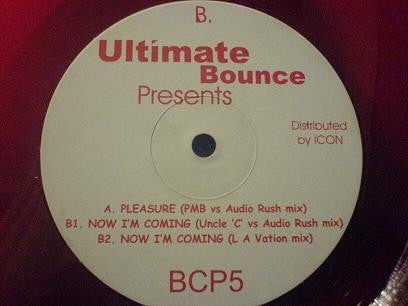 B.
Ultimate
Bounce
Presents
Distributed
by ICON
A. PLEASURE (PMB vs Audio Rush mix)
B1. NOW I'M COMING (Uncle 'C' vs Audio Rush mix)
B2. NOW I'M COMING (L A Vation mix)
BCP5